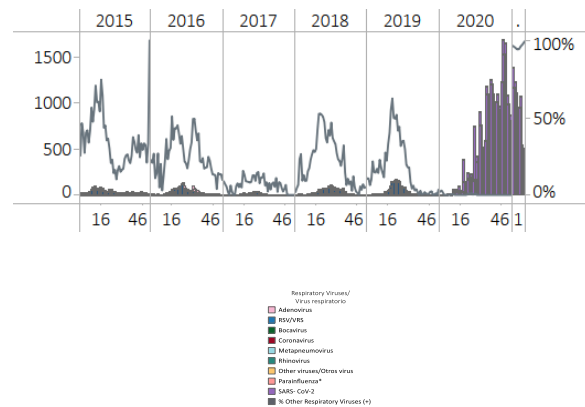 2015 2016 2017 2018 2019 2020 .
1500 100%
1000
50%
500
0 0%
16 46 16 46 16 46 16 46 16 46 16 46 1
Respiratory Viruses/
Virus respiratorio
Adenovirus
RSV/VRS
Bocavirus
Coronavirus
Metapneumovirus
Rhinovirus
Other viruses/Otros virus
Parainfluenza*
SARS- CoV-2
% Other Respiratory Viruses (+)